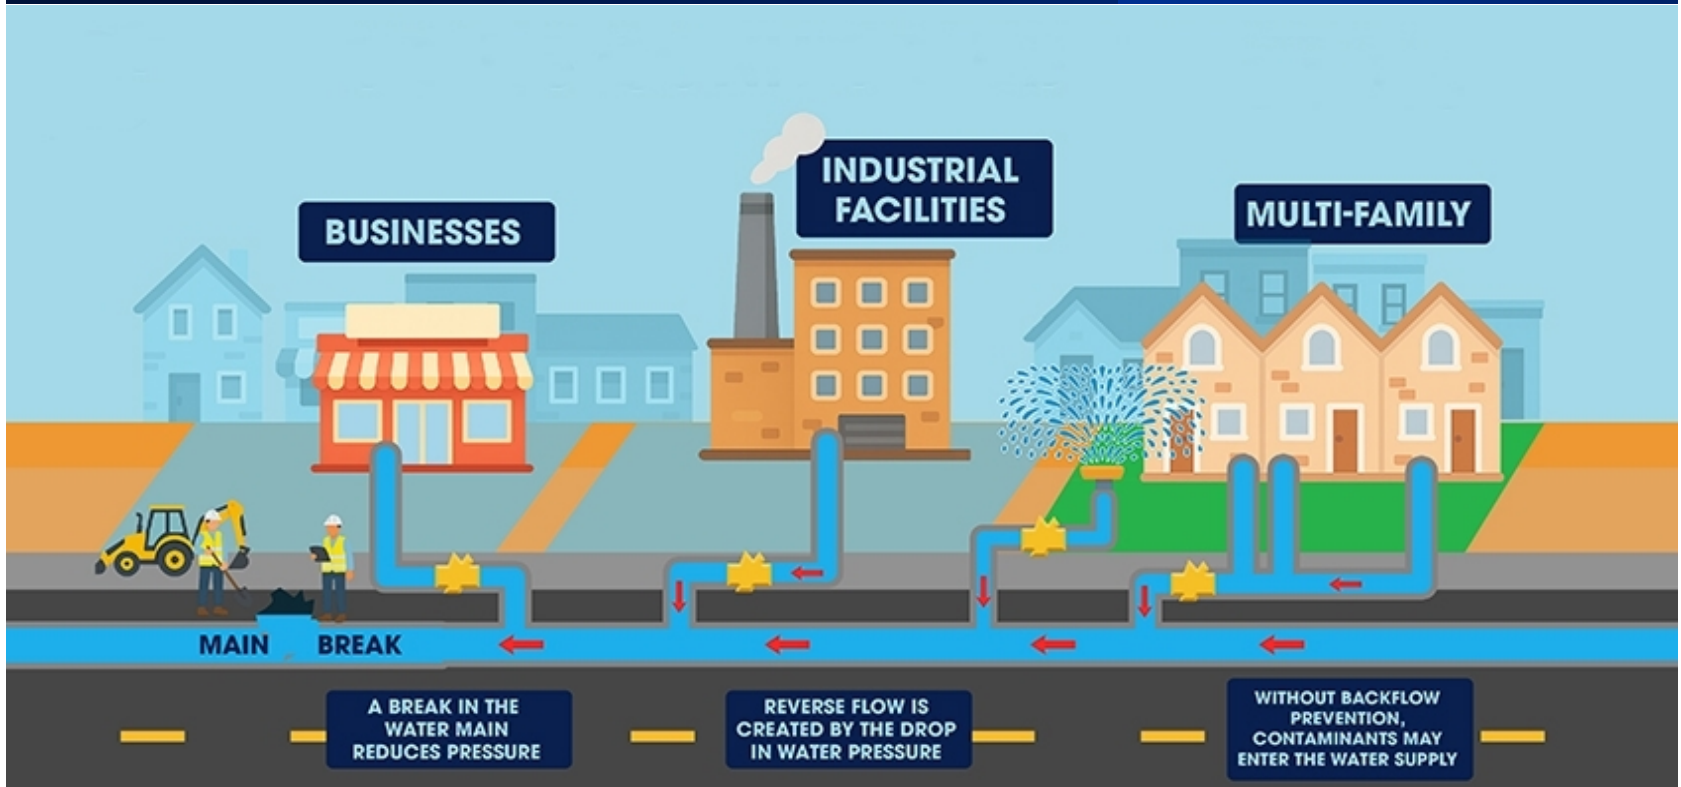 BUSINESSES
INDUSTRIAL
FACILITIES
MULTI-FAMILY
MAIN BREAK
A BREAK IN THE
WATER MAIN
REDUCES PRESSURE
REVERSE FLOW IS
CREATED BY THE DROP
IN WATER PRESSURE
WITHOUT BACKFLOW
PREVENTION,
CONTAMINANTS MAY
ENTER THE WATER SUPPLY